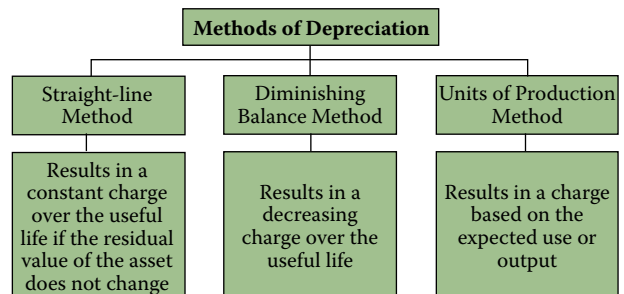 Methods of Depreciation
Straight-line
Method
Diminishing
Balance Method
Units of Production
Method
Results in a
constant charge
over the useful
life if the residual
value of the asset
does not change
Results in a
decreasing
charge over the
useful life
Results in a charge
based on the
expected use or
output